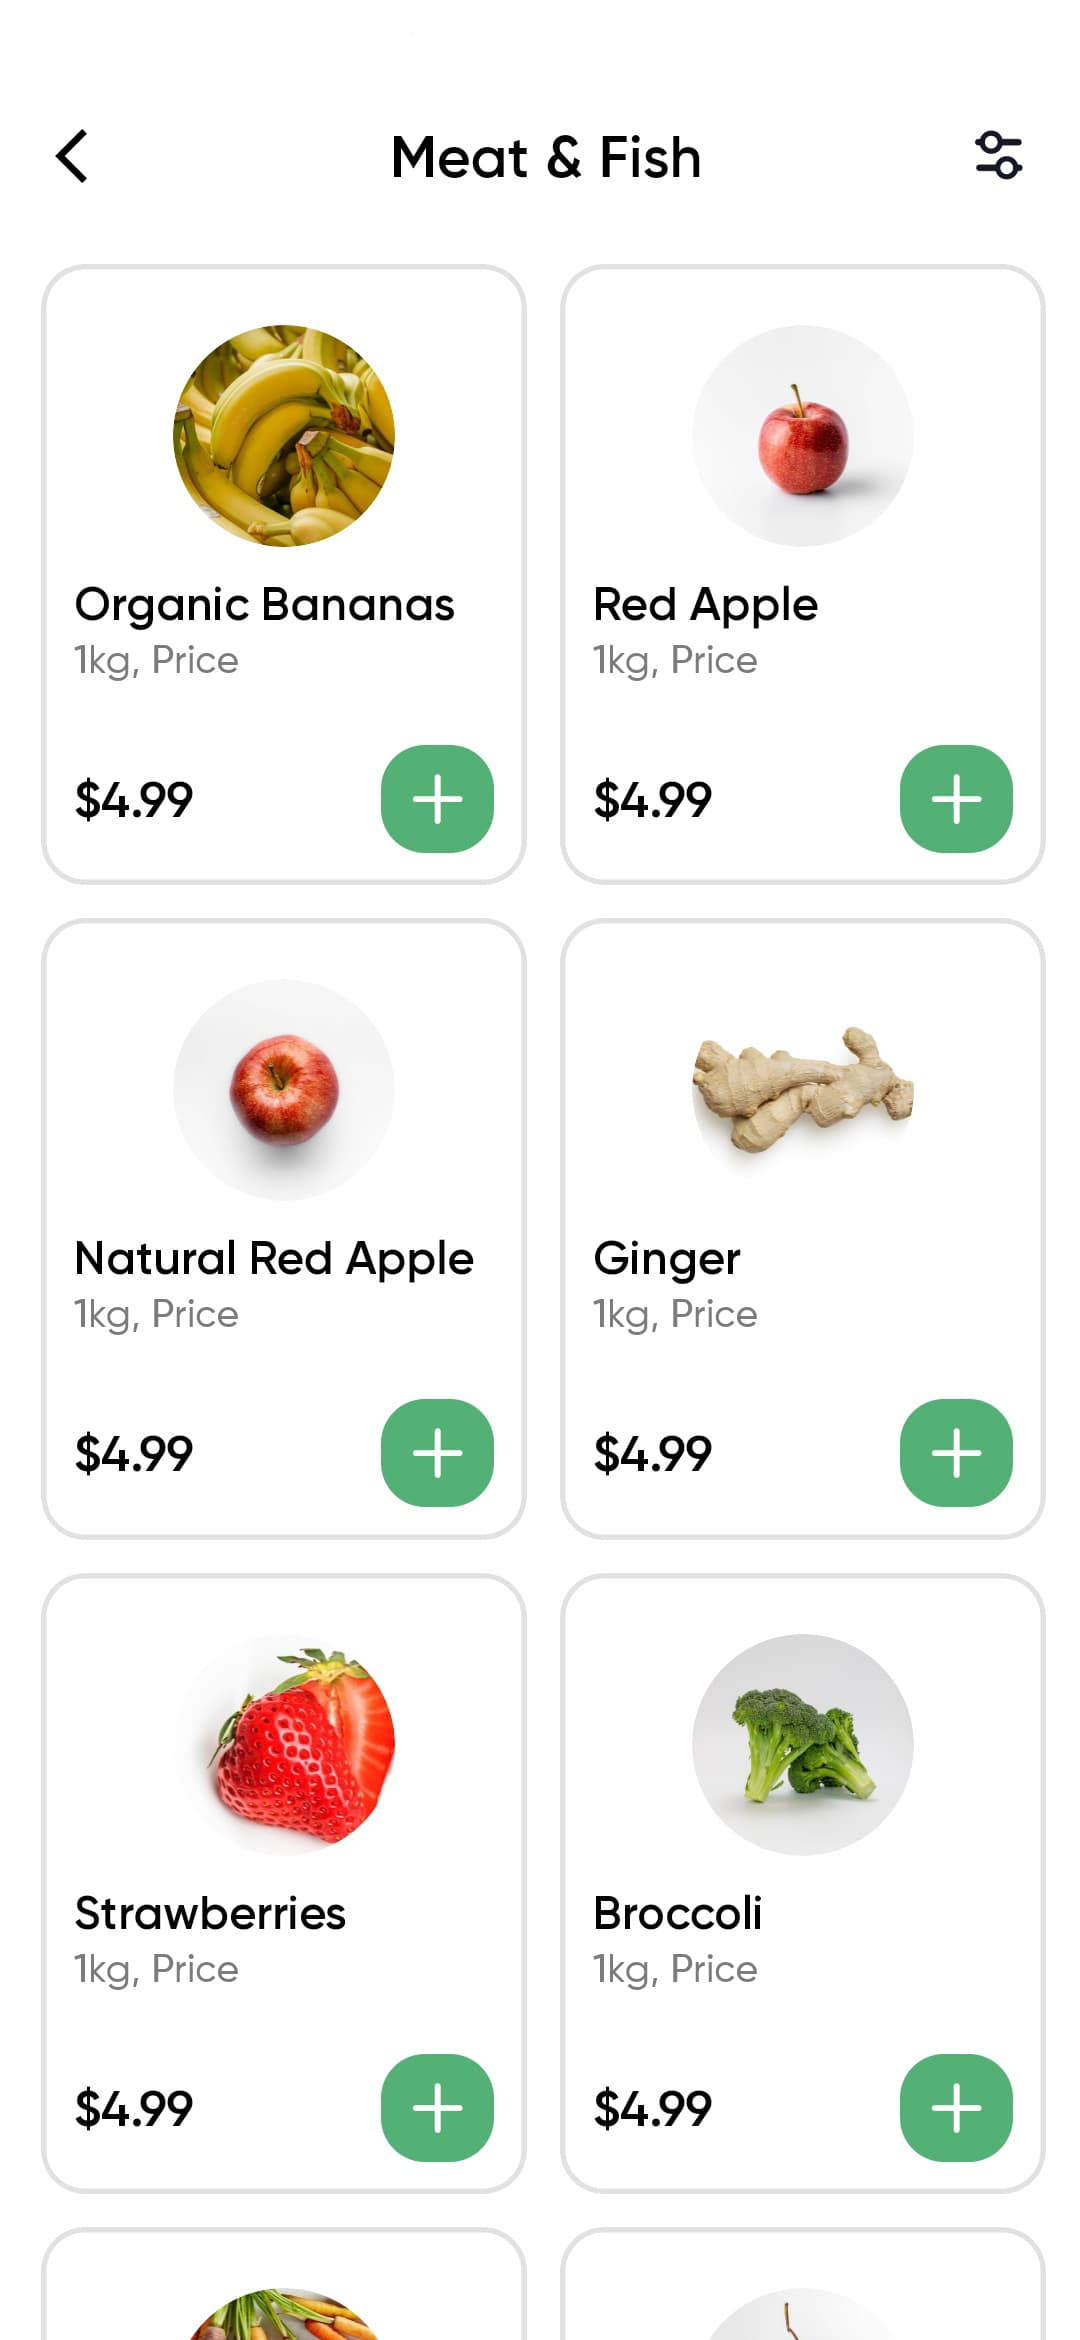 Meat & Fish
Organic Bananas
1kg, Price
$4.99
Red Apple
1kg, Price
$4.99
Natural Red Apple
1kg, Price
$4.99
Ginger
1kg, Price
$4.99
Strawberries
1kg, Price
$4.99
Broccoli
1kg, Price
$4.99